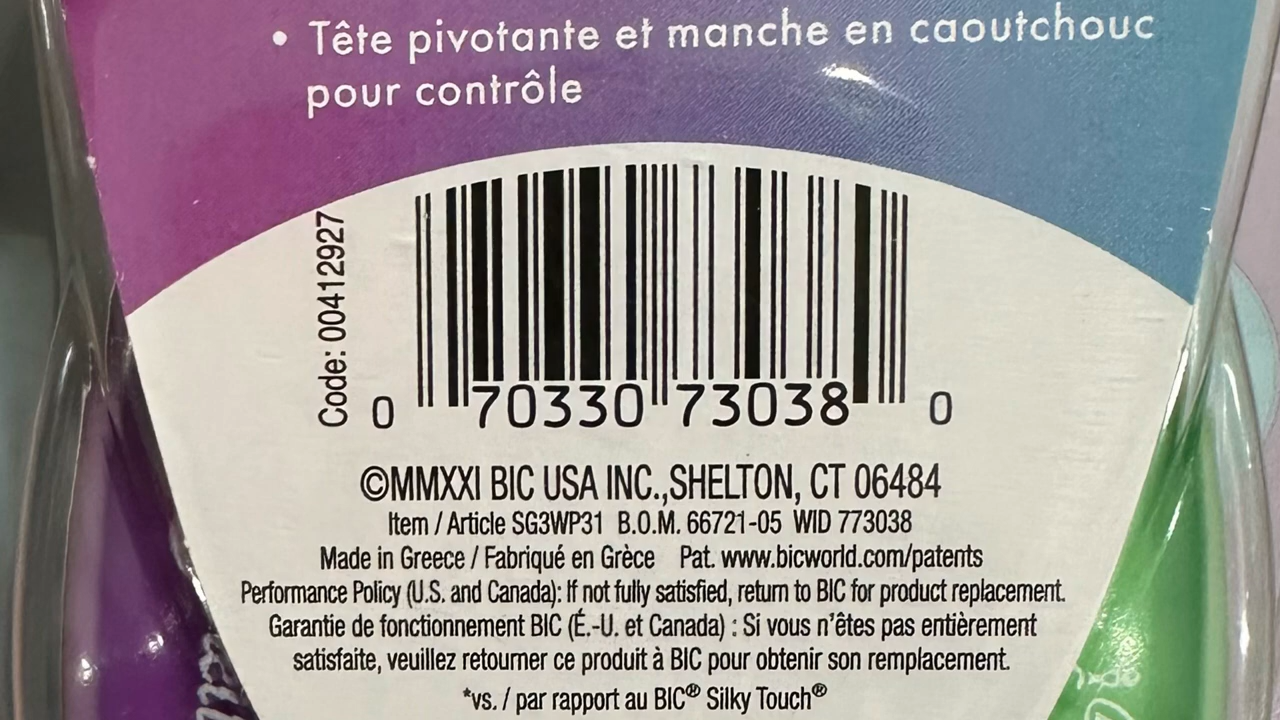 • Tête pivotante et manche en caoutchouc
pour contrôle
Code: 00412927
0 70330 73038 0
©MMXXI BIC USA INC.,SHELTON, CT 06484
Item / Article SG3WP31 B.O.M. 66721-05 WID 773038
Made in Greece / Fabriqué en Grèce Pat. www.bicworld.com/patents
Performance Policy (U.S. and Canada): If not fully satisfied, return to BIC for product replacement.
Garantie de fonctionnement BIC (É.-U. et Canada) : Si vous n'êtes pas entièrement
satisfaite, veuillez retourner ce produit à BIC pour obtenir son remplacement.
*vs. / par rapport au BIC® Silky Touch®